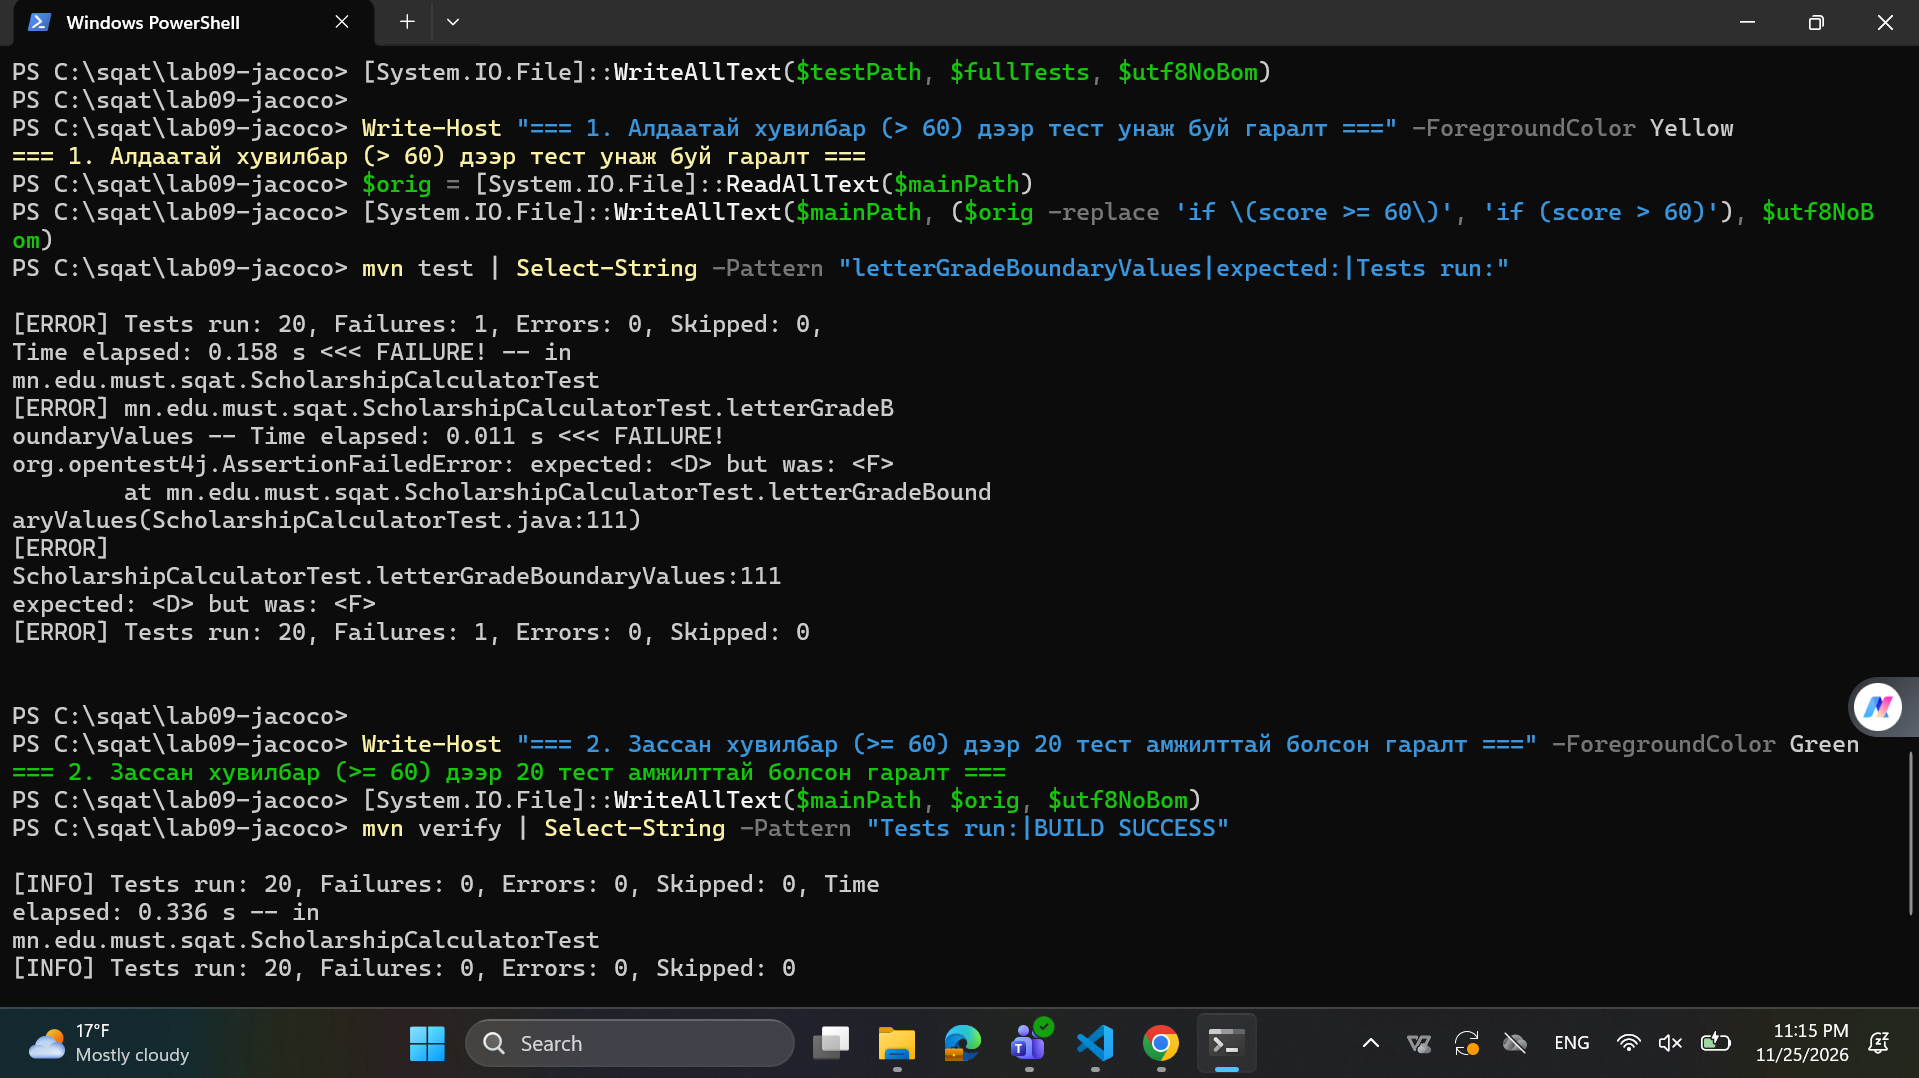 Windows PowerShell
PS C:\sqat\lab09-jacoco> [System.IO.File]::WriteAllText($testPath, $fullTests, $utf8NoBom)
PS C:\sqat\lab09-jacoco>
PS C:\sqat\lab09-jacoco> Write-Host "=== 1. Алдаатай хувилбар (> 60) дээр тест унаж буй гаралт ===" -ForegroundColor Yellow
=== 1. Алдаатай хувилбар (> 60) дээр тест унаж буй гаралт ===
PS C:\sqat\lab09-jacoco> $orig = [System.IO.File]::ReadAllText($mainPath)
PS C:\sqat\lab09-jacoco> [System.IO.File]::WriteAllText($mainPath, ($orig -replace 'if \(score >= 60\)', 'if (score > 60)'), $utf8NoB
om)
PS C:\sqat\lab09-jacoco> mvn test | Select-String -Pattern "letterGradeBoundaryValues|expected:|Tests run:"
[ERROR] Tests run: 20, Failures: 1, Errors: 0, Skipped: 0,
Time elapsed: 0.158 s <<< FAILURE! -- in
mn.edu.must.sqat.ScholarshipCalculatorTest
[ERROR] mn.edu.must.sqat.ScholarshipCalculatorTest.letterGradeB
oundaryValues -- Time elapsed: 0.011 s <<< FAILURE!
org.opentest4j.AssertionFailedError: expected: <D> but was: <F>
at mn.edu.must.sqat.ScholarshipCalculatorTest.letterGradeBound
aryValues(ScholarshipCalculatorTest.java:111)
[ERROR]
ScholarshipCalculatorTest.letterGradeBoundaryValues:111
expected: <D> but was: <F>
[ERROR] Tests run: 20, Failures: 1, Errors: 0, Skipped: 0
PS C:\sqat\lab09-jacoco>
PS C:\sqat\lab09-jacoco> Write-Host "=== 2. Зассан хувилбар (>= 60) дээр 20 тест амжилттай болсон гаралт ===" -ForegroundColor Green
=== 2. Зассан хувилбар (>= 60) дээр 20 тест амжилттай болсон гаралт ===
PS C:\sqat\lab09-jacoco> [System.IO.File]::WriteAllText($mainPath, $orig, $utf8NoBom)
PS C:\sqat\lab09-jacoco> mvn verify | Select-String -Pattern "Tests run:|BUILD SUCCESS"
[INFO] Tests run: 20, Failures: 0, Errors: 0, Skipped: 0, Time
elapsed: 0.336 s -- in
mn.edu.must.sqat.ScholarshipCalculatorTest
[INFO] Tests run: 20, Failures: 0, Errors: 0, Skipped: 0
17°F
Mostly cloudy
Search
ENG
11:15 PM
11/25/2026